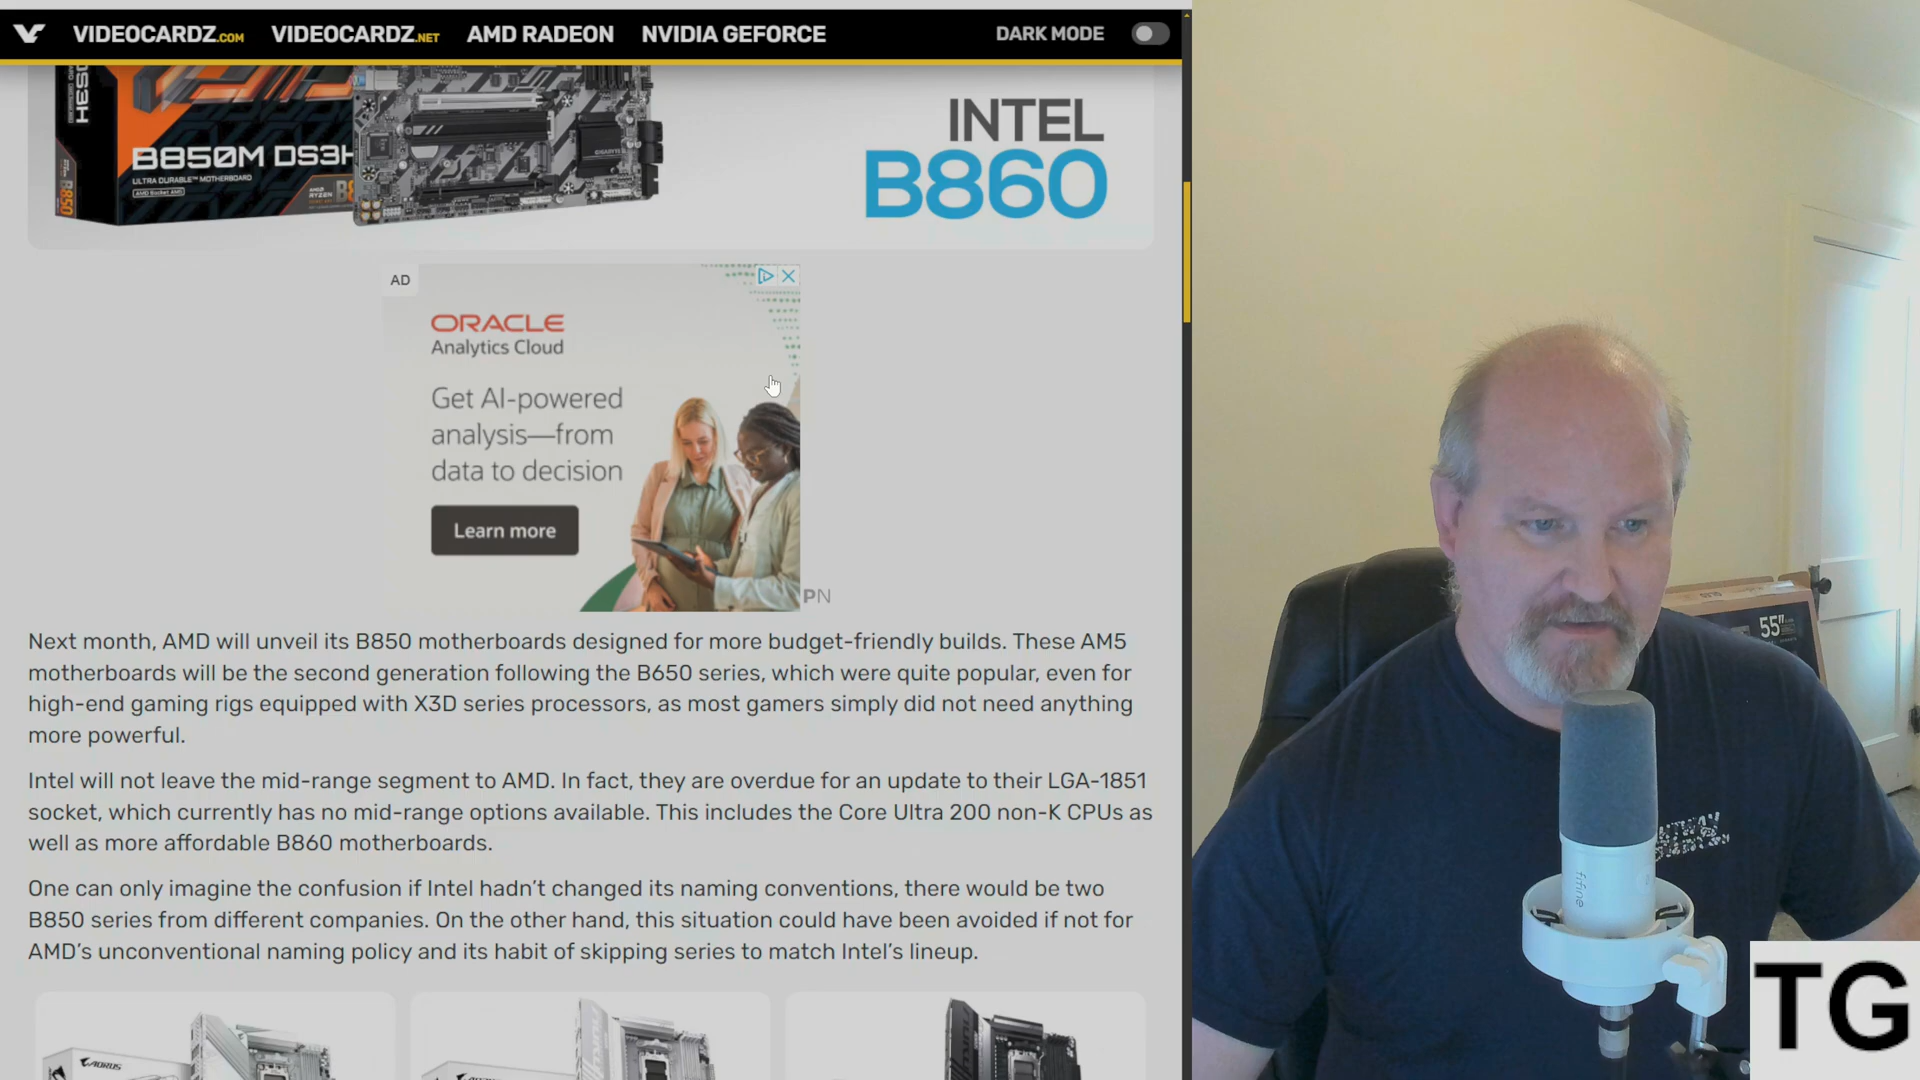 VIDEOCARDZ.COM VIDEOCARDZ.NET AMD RADEON NVIDIA GEFORCE DARK MODE
B850M DS3H
ULTRA DURABLE™ MOTHERBOARD
AMD Socket AM5
B850
INTEL
B860
AD
ORACLE
Analytics Cloud
Get AI-powered
analysis—from
data to decision
Learn more
PN
Next month, AMD will unveil its B850 motherboards designed for more budget-friendly builds. These AM5
motherboards will be the second generation following the B650 series, which were quite popular, even for
high-end gaming rigs equipped with X3D series processors, as most gamers simply did not need anything
more powerful.
Intel will not leave the mid-range segment to AMD. In fact, they are overdue for an update to their LGA-1851
socket, which currently has no mid-range options available. This includes the Core Ultra 200 non-K CPUs as
well as more affordable B860 motherboards.
One can only imagine the confusion if Intel hadn't changed its naming conventions, there would be two
B850 series from different companies. On the other hand, this situation could have been avoided if not for
AMD's unconventional naming policy and its habit of skipping series to match Intel's lineup.
AORUS
55"
fifine
TG